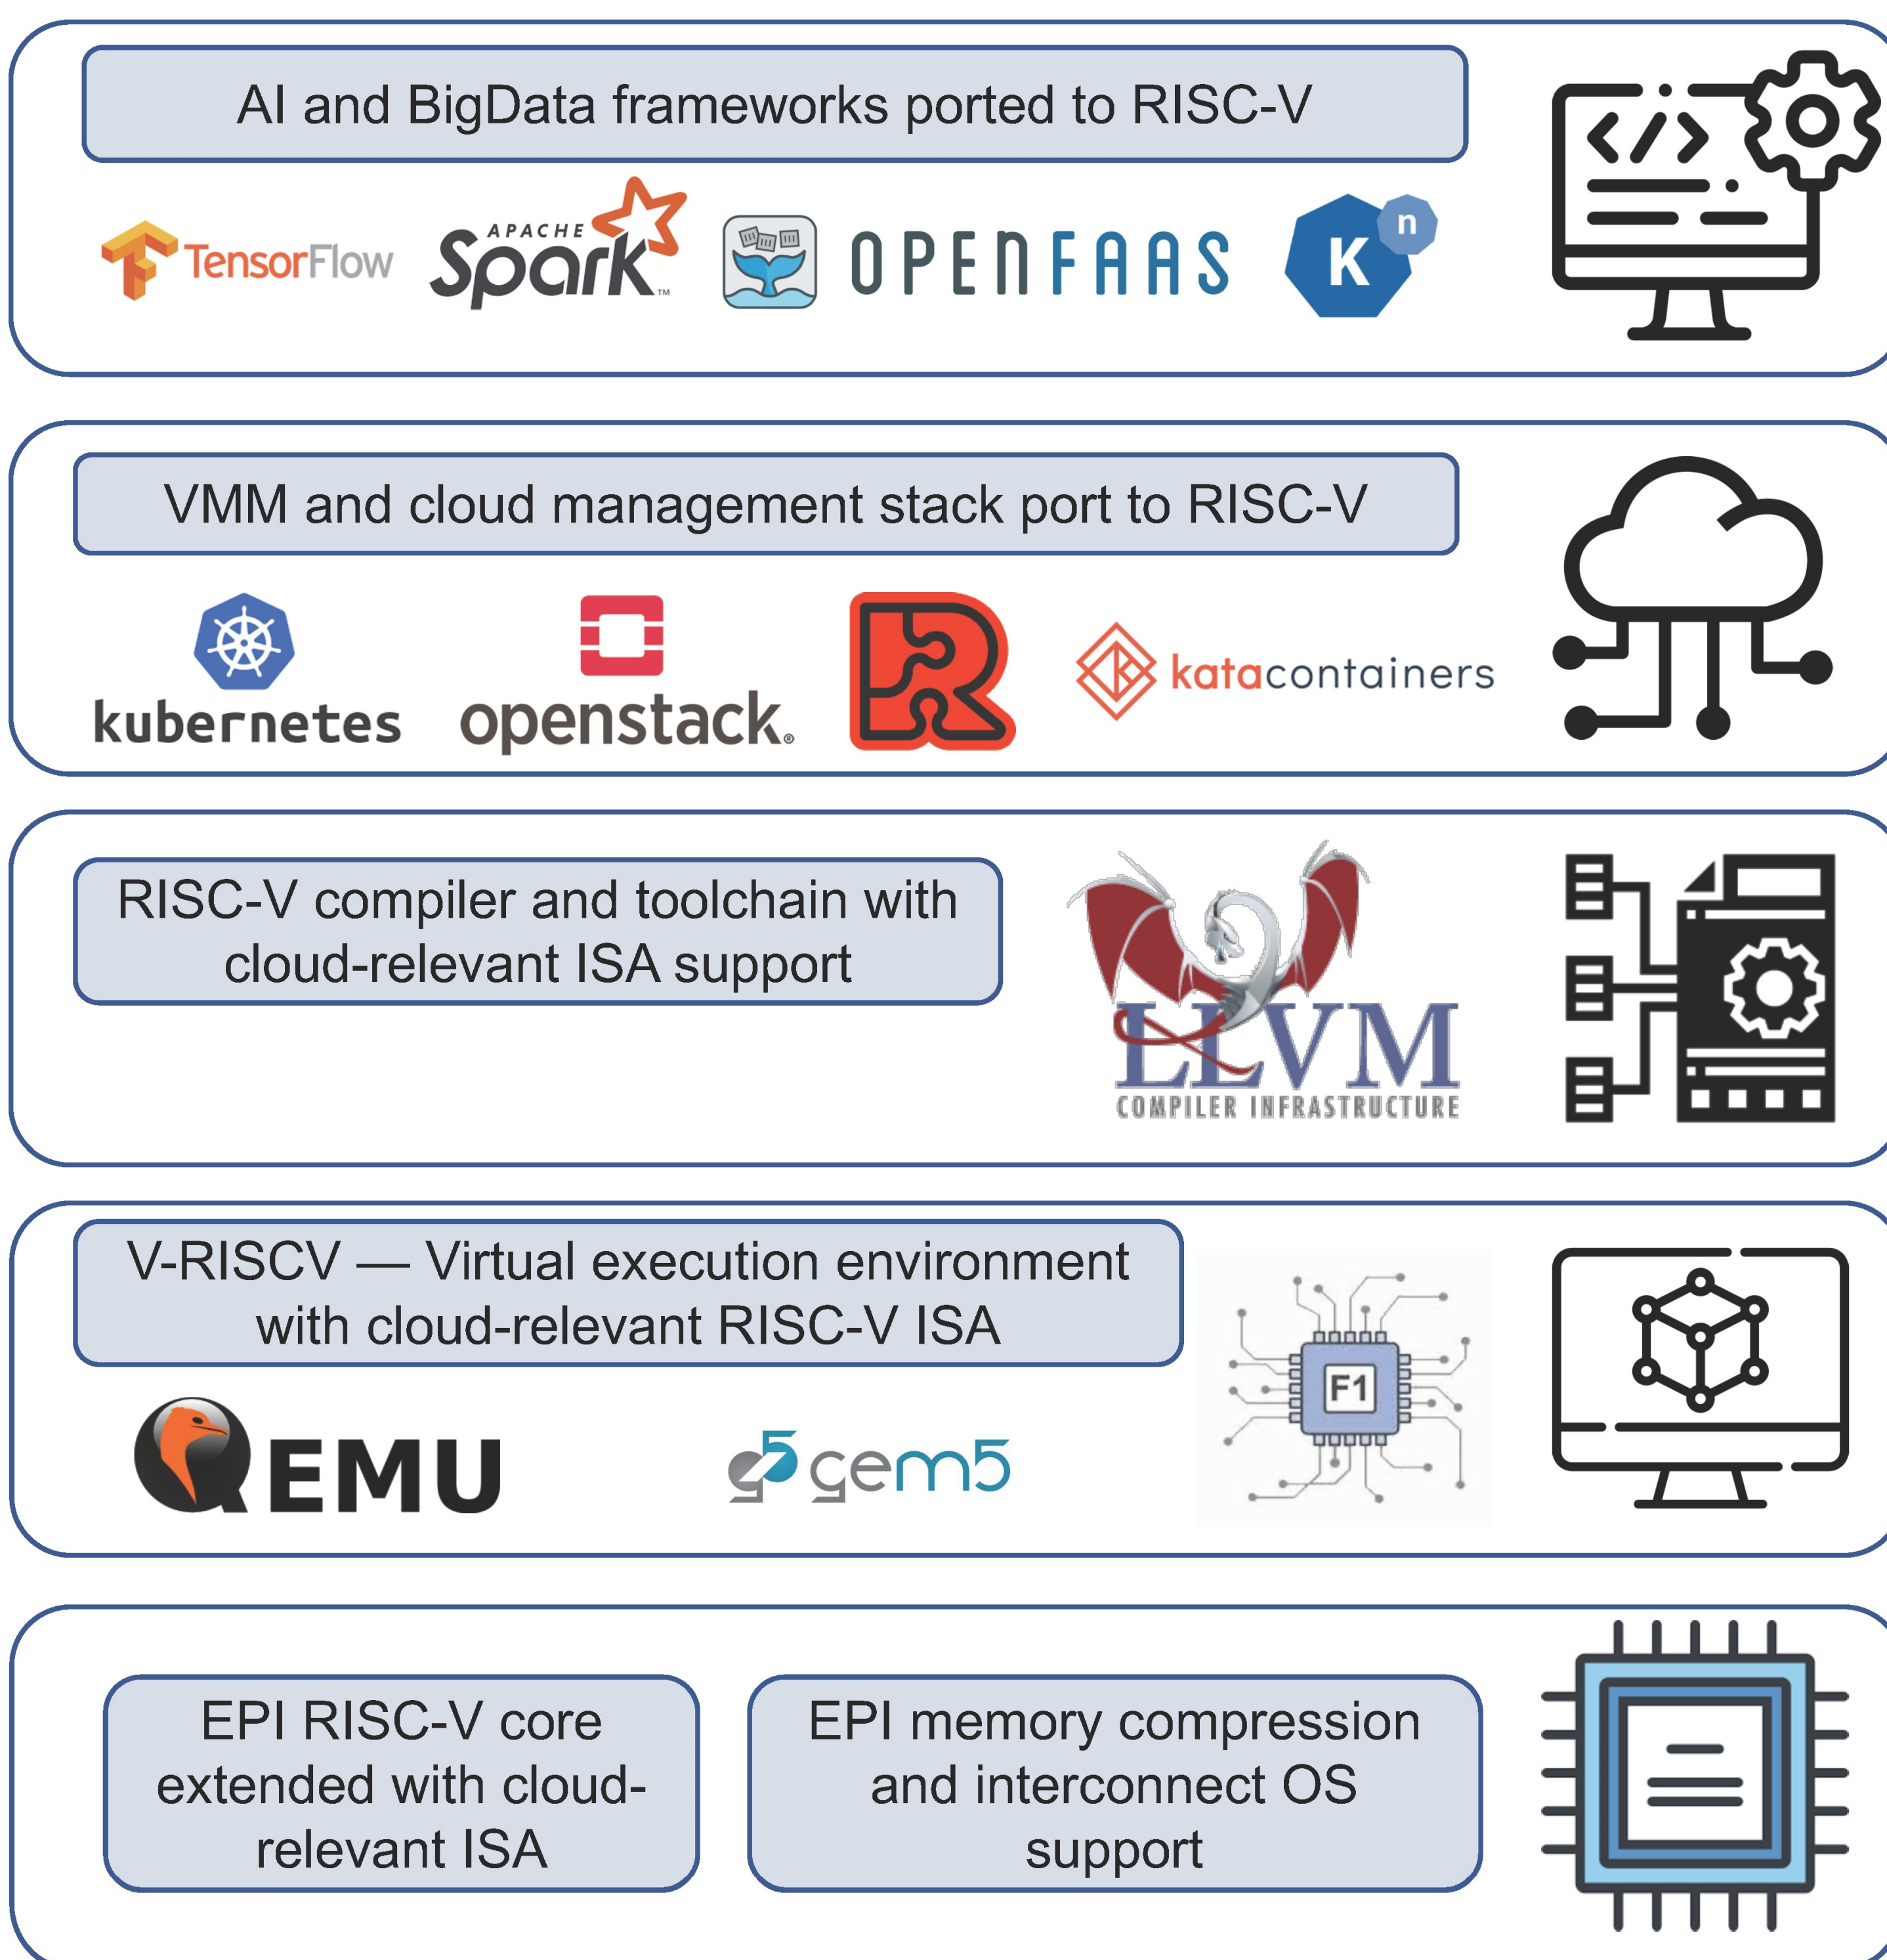 AI and BigData frameworks ported to RISC-V
TensorFlow
APACHE
Spark™
OPENFAAS
K
n
VMM and cloud management stack port to RISC-V
kubernetes
openstack®
R
katacontainers
RISC-V compiler and toolchain with
cloud-relevant ISA support
LLVM
COMPILER INFRASTRUCTURE
V-RISCV — Virtual execution environment
with cloud-relevant RISC-V ISA
QEMU
g5 gem5
F1
EPI RISC-V core
extended with cloud-
relevant ISA
EPI memory compression
and interconnect OS
support